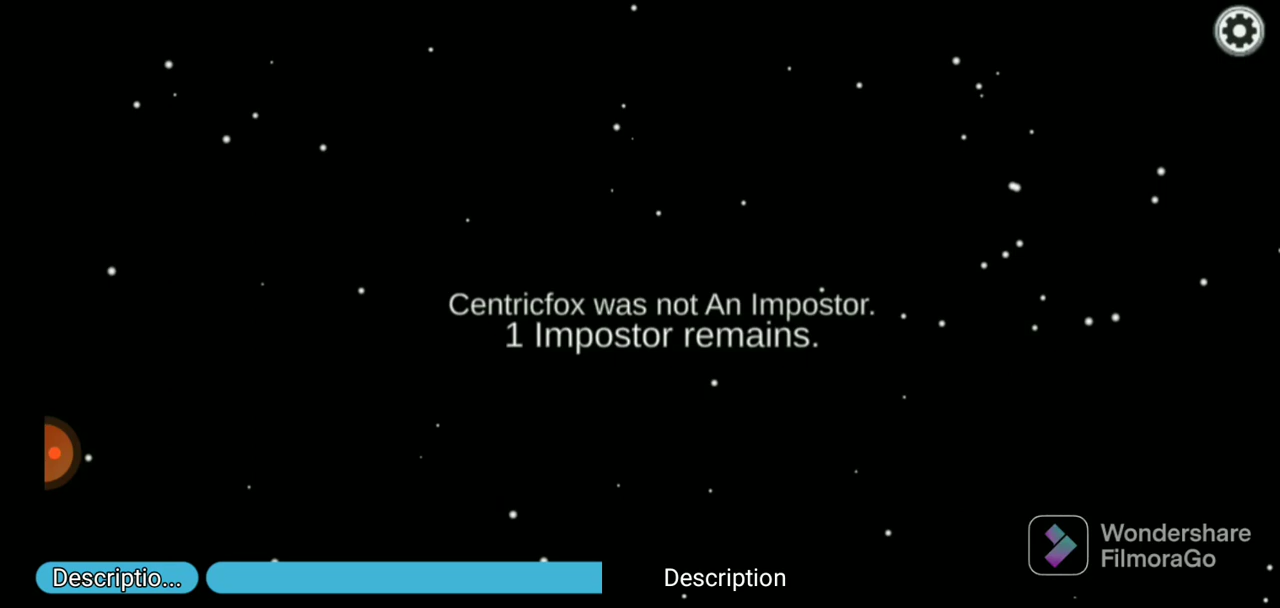 Centricfox was not An Impostor.
1 Impostor remains.
Wondershare
FilmoraGo
Descriptio...
Description